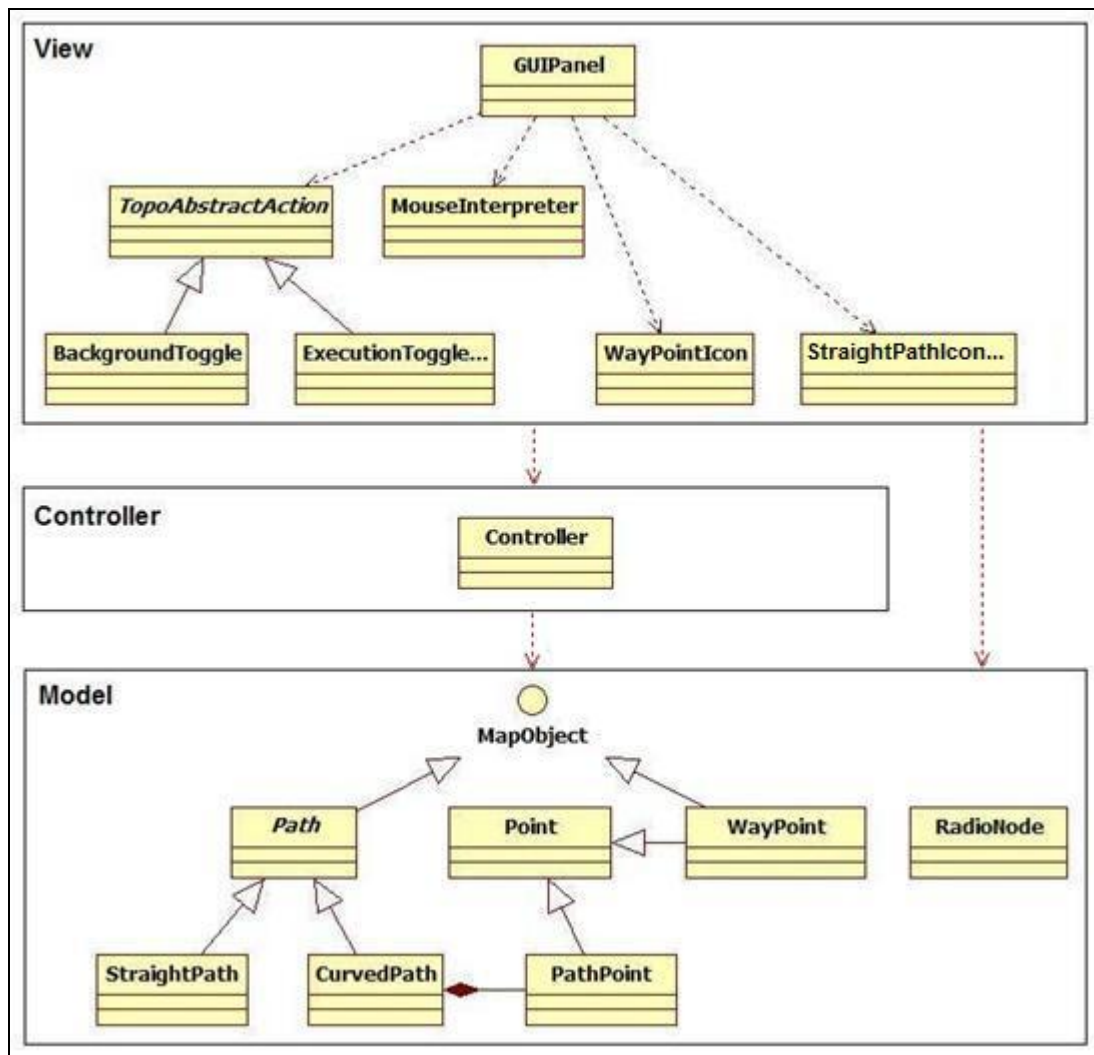 View
GUIPanel
TopoAbstractAction
MouseInterpreter
BackgroundToggle
ExecutionToggle...
WayPointIcon
StraightPathIcon...
Controller
Controller
Model
MapObject
Path
Point
WayPoint
RadioNode
StraightPath
CurvedPath
PathPoint